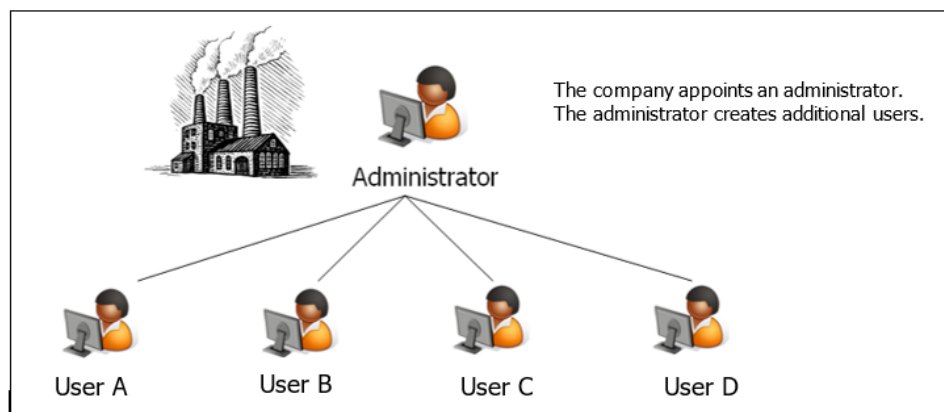 The company appoints an administrator.
The administrator creates additional users.
Administrator
User A
User B
User C
User D